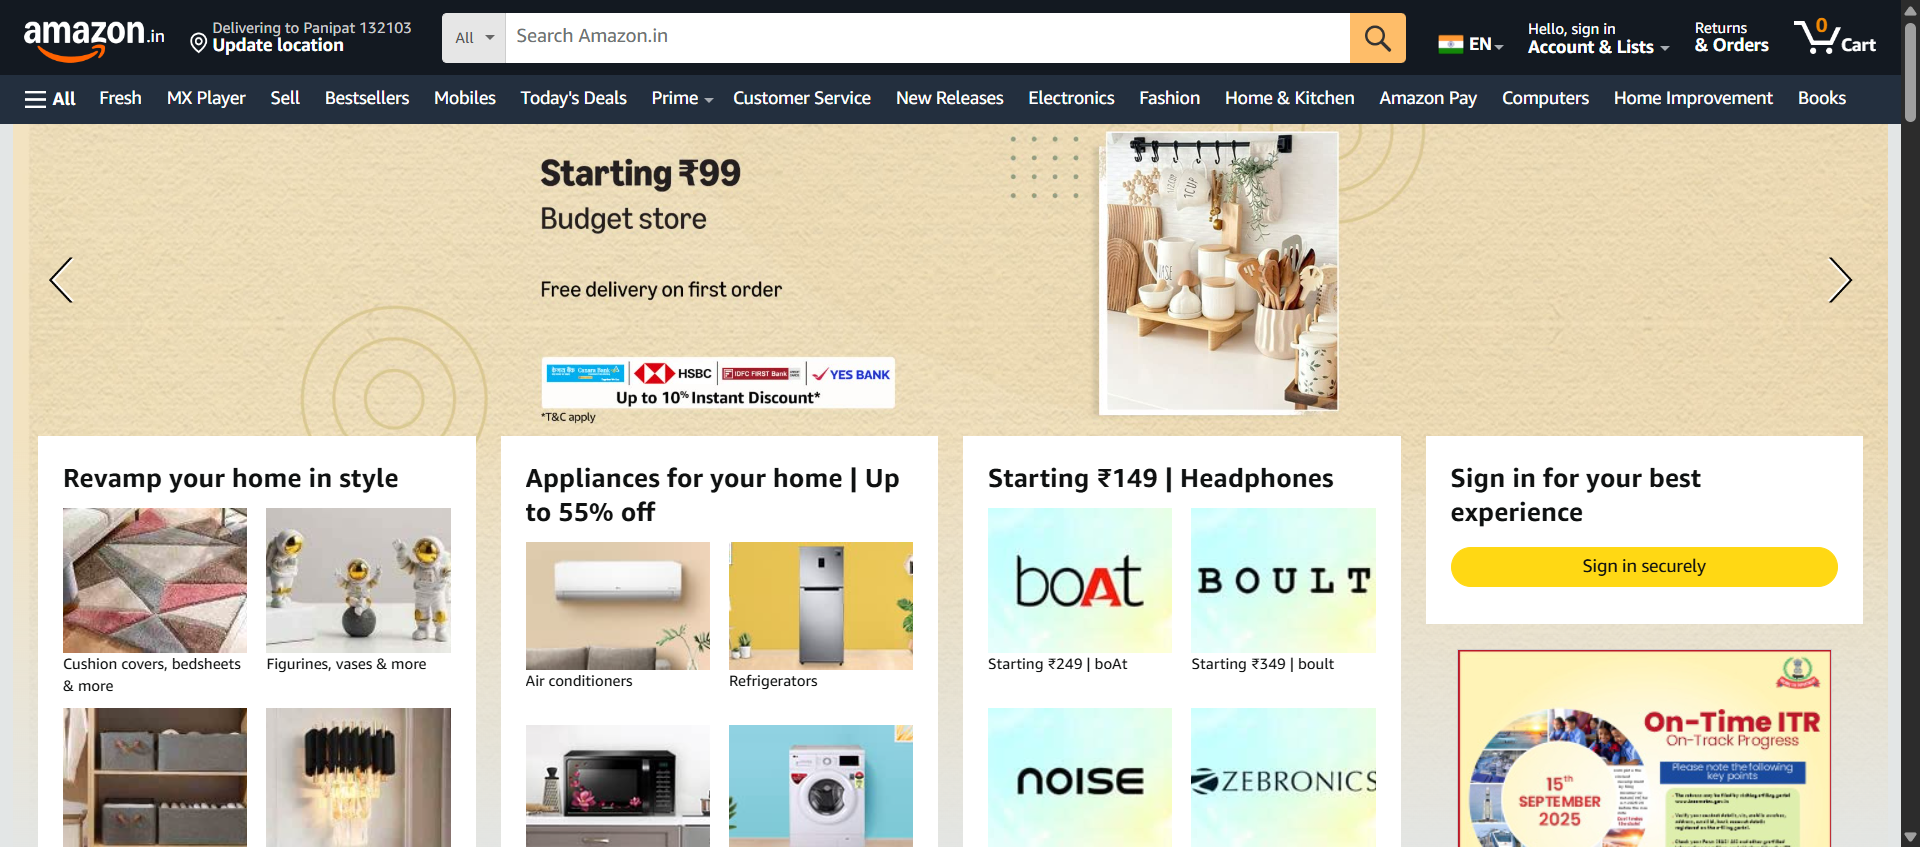 amazon.in
Delivering to Panipat 132103
Update location
All
Search Amazon.in
EN
Hello, sign in
Account & Lists
Returns
& Orders
0
Cart
All
Fresh
MX Player
Sell
Bestsellers
Mobiles
Today's Deals
Prime
Customer Service
New Releases
Electronics
Fashion
Home & Kitchen
Amazon Pay
Computers
Home Improvement
Books
Starting ₹99
Budget store
Free delivery on first order
Canara Bank
HSBC
IDFC FIRST Bank
YES BANK
Up to 10% Instant Discount*
*T&C apply
Revamp your home in style
Cushion covers, bedsheets
& more
Figurines, vases & more
Appliances for your home | Up
to 55% off
Air conditioners
Refrigerators
Starting ₹149 | Headphones
boAt
BOULT
Starting ₹249 | boAt
Starting ₹349 | boult
NOISE
ZEBRONICS
Sign in for your best
experience
Sign in securely
On-Time ITR
On-Track Progress
Please note the following
key points
15th
SEPTEMBER
2025